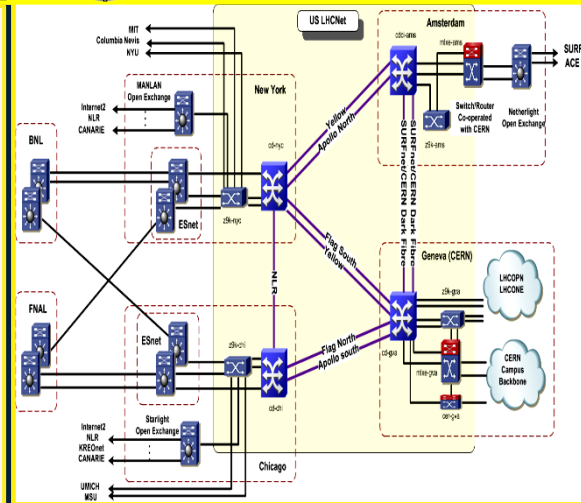 US LHCNet
MIT
Columbia Nevis
NYU
MANLAN
Open Exchange
Internet2
NLR
CANARIE
New York
cd-nyc
z9k-nyc
ESnet
BNL
FNAL
ESnet
z9k-chi
cd-chi
Starlight
Open Exchange
Internet2
NLR
KREOnet
CANARIE
Chicago
UMICH
MSU
NLR
Yellow
Apollo North
Flag South
Yellow
Flag North
Apollo south
SURFnet/CERN Dark Fibre
SURFnet/CERN Dark Fibre
Amsterdam
mlxe-ams
z9k-ams
Switch/Router
Co-operated
with CERN
Netherlight
Open Exchange
SURF
ACE
Geneva (CERN)
z9k-gva
cd-gva
mlxe-gva
LHCOPN
LHCONE
CERN
Campus
Backbone